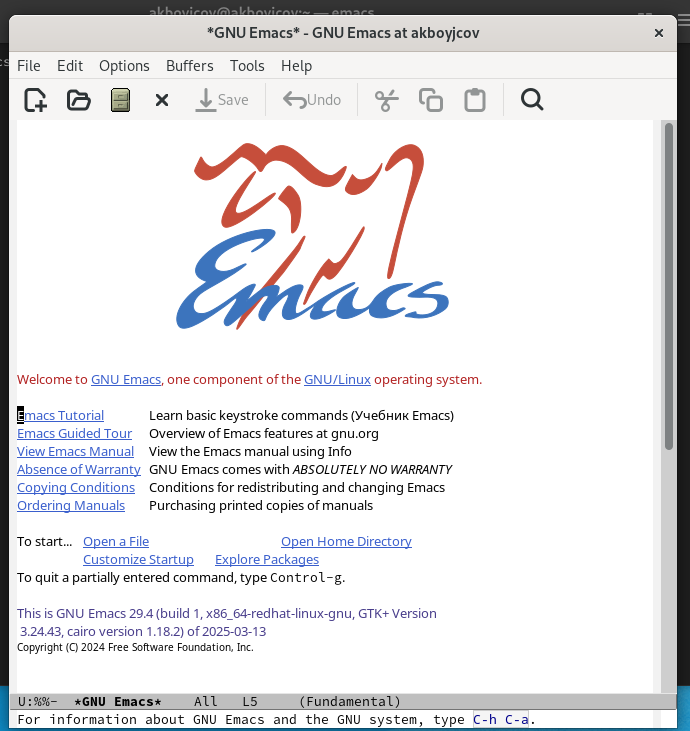 akboyjcov@akboyjcov:~ — emacs
*GNU Emacs* - GNU Emacs at akboyjcov
File Edit Options Buffers Tools Help
Save Undo
Emacs
Welcome to GNU Emacs, one component of the GNU/Linux operating system.
Emacs Tutorial Learn basic keystroke commands (Учебник Emacs)
Emacs Guided Tour Overview of Emacs features at gnu.org
View Emacs Manual View the Emacs manual using Info
Absence of Warranty GNU Emacs comes with ABSOLUTELY NO WARRANTY
Copying Conditions Conditions for redistributing and changing Emacs
Ordering Manuals Purchasing printed copies of manuals
To start... Open a File Open Home Directory
Customize Startup Explore Packages
To quit a partially entered command, type Control-g.
This is GNU Emacs 29.4 (build 1, x86_64-redhat-linux-gnu, GTK+ Version
3.24.43, cairo version 1.18.2) of 2025-03-13
Copyright (C) 2024 Free Software Foundation, Inc.
U:%%- *GNU Emacs* All L5 (Fundamental)
For information about GNU Emacs and the GNU system, type C-h C-a.